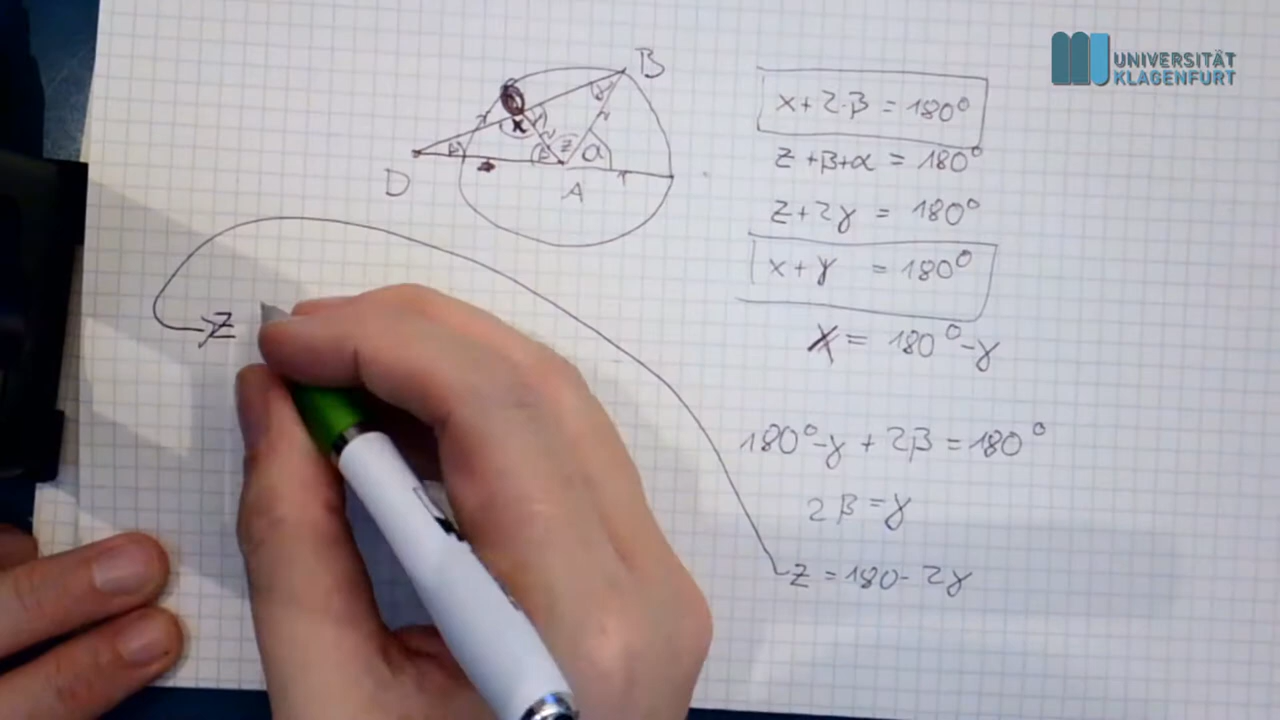 UNIVERSITÄT
KLAGENFURT
B
x
γ
γ
z
α
β
β
D
A
r
x + 2·β = 180°
z + β + α = 180°
z + 2γ = 180°
x + γ = 180°
x = 180° - γ
180° - γ + 2β = 180°
2β = γ
z = 180 - 2γ
z